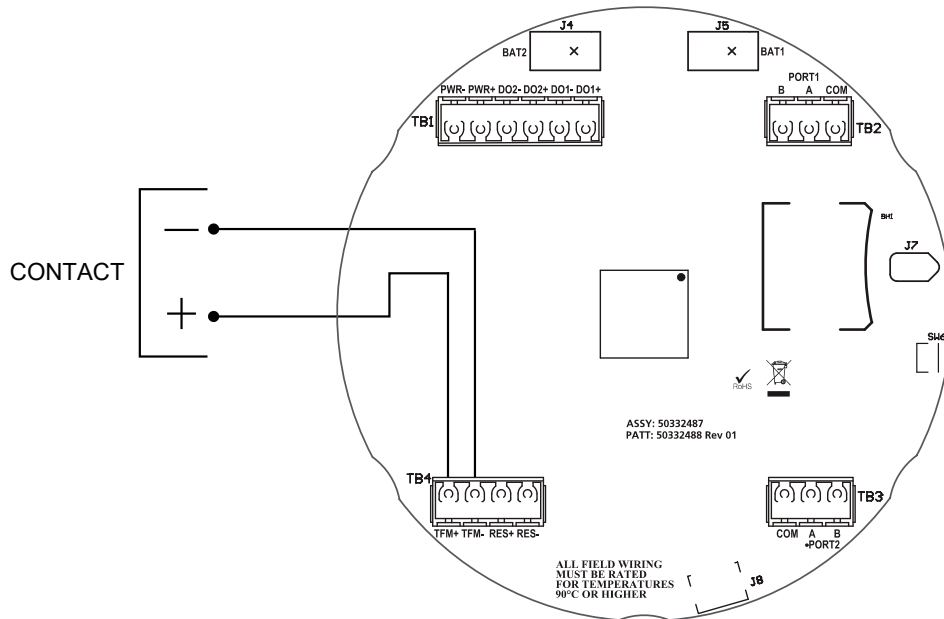 J4
J5
BAT2
BAT1
PORT1
PWR- PWR+ DO2- DO2+ DO1- DO1+
B A COM
TB1
TB2
SW1
J7
CONTACT
− +
SW6
RoHS
ASSY: 50332487
PATT: 50332488 Rev 01
TB4
TB3
TFM+ TFM- RES+ RES-
COM A B
•PORT2
ALL FIELD WIRING
MUST BE RATED
FOR TEMPERATURES
90°C OR HIGHER
J8